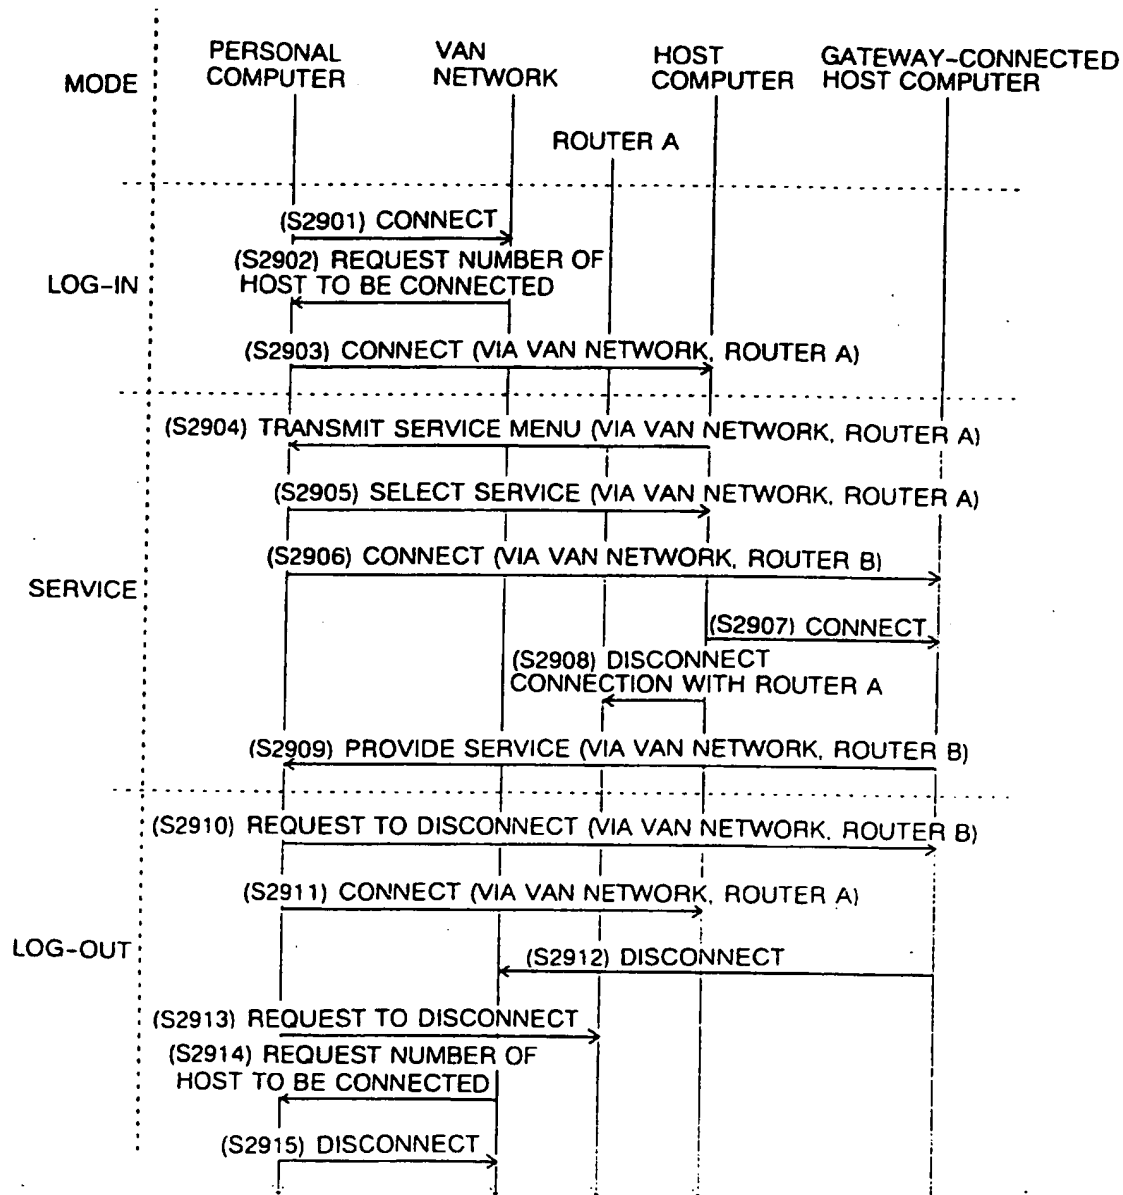 MODE
PERSONAL
COMPUTER
VAN
NETWORK
HOST
COMPUTER
GATEWAY-CONNECTED
HOST COMPUTER
ROUTER A
LOG-IN
(S2901) CONNECT
(S2902) REQUEST NUMBER OF
HOST TO BE CONNECTED
(S2903) CONNECT (VIA VAN NETWORK, ROUTER A)
SERVICE
(S2904) TRANSMIT SERVICE MENU (VIA VAN NETWORK, ROUTER A)
(S2905) SELECT SERVICE (VIA VAN NETWORK, ROUTER A)
(S2906) CONNECT (VIA VAN NETWORK, ROUTER B)
(S2907) CONNECT
(S2908) DISCONNECT
CONNECTION WITH ROUTER A
(S2909) PROVIDE SERVICE (VIA VAN NETWORK, ROUTER B)
LOG-OUT
(S2910) REQUEST TO DISCONNECT (VIA VAN NETWORK, ROUTER B)
(S2911) CONNECT (VIA VAN NETWORK, ROUTER A)
(S2912) DISCONNECT
(S2913) REQUEST TO DISCONNECT
(S2914) REQUEST NUMBER OF
HOST TO BE CONNECTED
(S2915) DISCONNECT